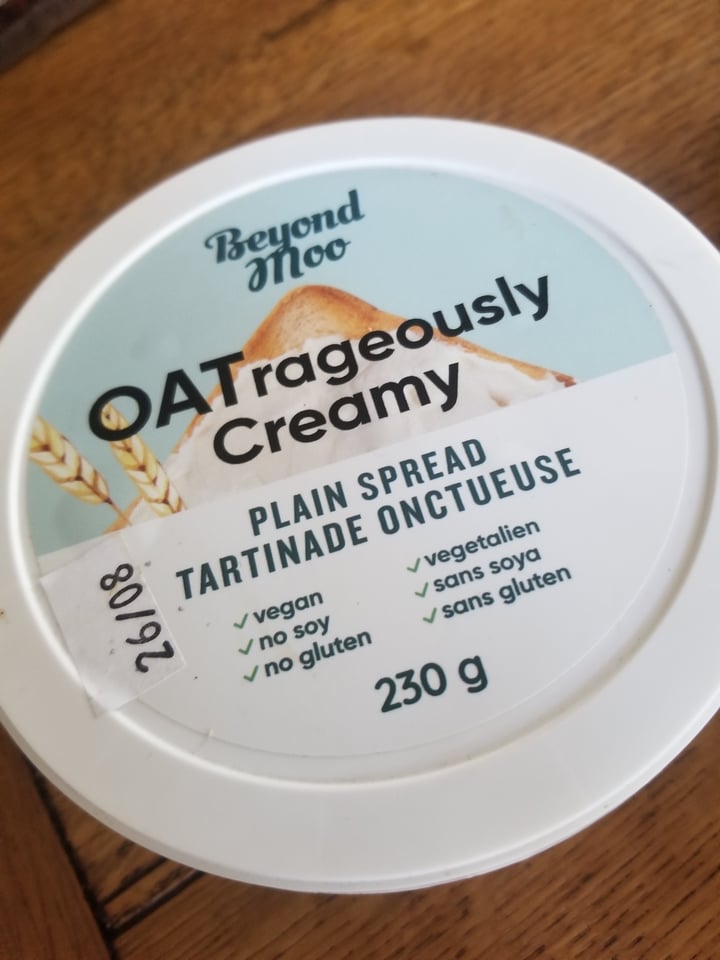 Beyond
Moo
OATrageously
Creamy
PLAIN SPREAD
TARTINADE ONCTUEUSE
✓ vegan
✓ no soy
✓ no gluten
✓ vegetalien
✓ sans soya
✓ sans gluten
230 g
26/08